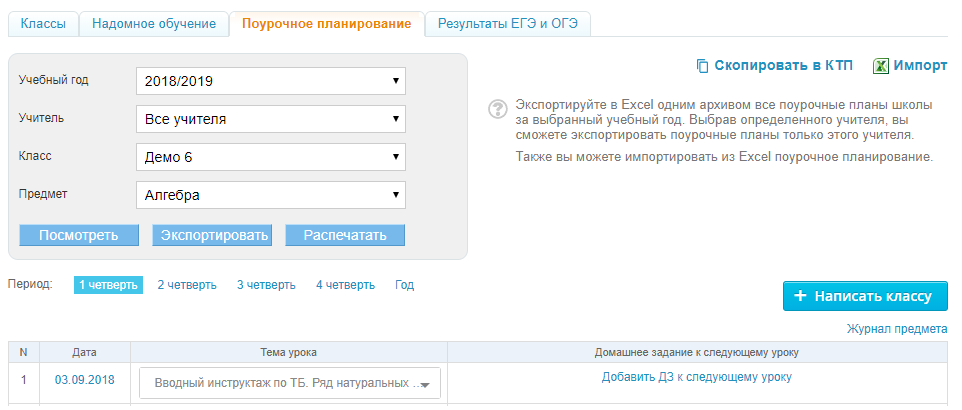 Классы
Надомное обучение
Поурочное планирование
Результаты ЕГЭ и ОГЭ
Учебный год
2018/2019
Учитель
Все учителя
Класс
Демо 6
Предмет
Алгебра
Посмотреть
Экспортировать
Распечатать
Скопировать в КТП
Импорт
?
Экспортируйте в Excel одним архивом все поурочные планы школы
за выбранный учебный год. Выбрав определенного учителя, вы
сможете экспортировать поурочные планы только этого учителя.
Также вы можете импортировать из Excel поурочное планирование.
Период: 1 четверть 2 четверть 3 четверть 4 четверть Год
+ Написать классу
Журнал предмета
N Дата Тема урока Домашнее задание к следующему уроку
1 03.09.2018 Вводный инструктаж по ТБ. Ряд натуральных ... Добавить ДЗ к следующему уроку